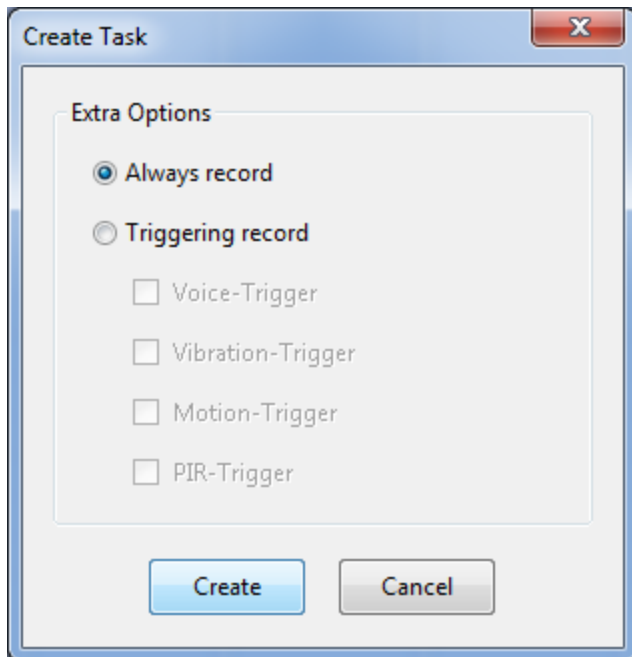 Create Task
Extra Options
Always record
Triggering record
Voice-Trigger
Vibration-Trigger
Motion-Trigger
PIR-Trigger
Create Cancel